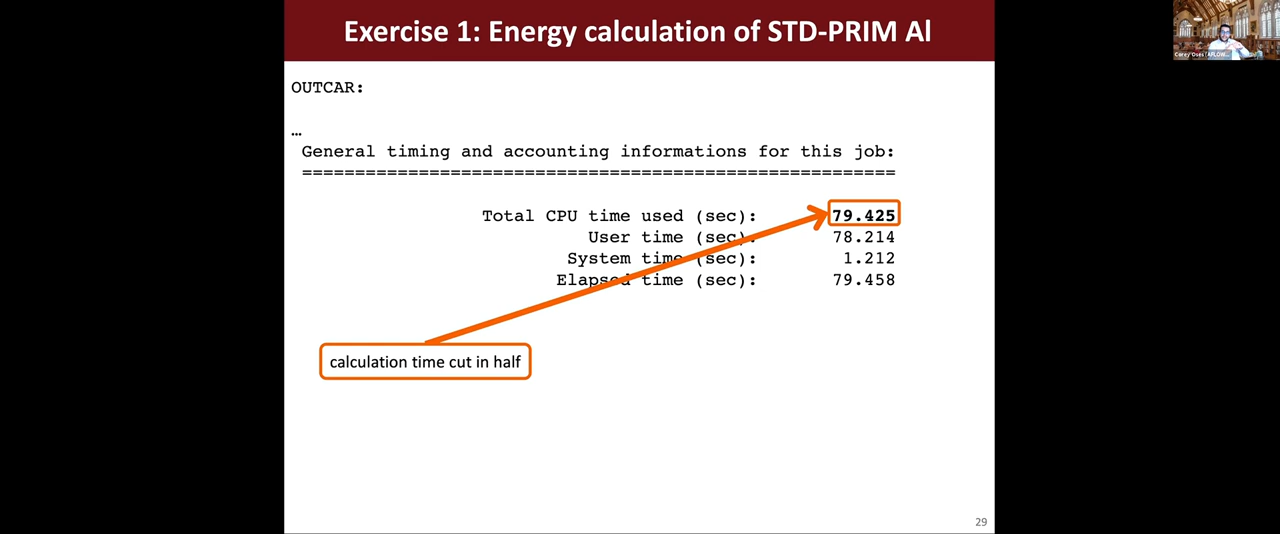 Exercise 1: Energy calculation of STD-PRIM Al
OUTCAR:
…
General timing and accounting informations for this job:
========================================================
Total CPU time used (sec): 79.425
User time (sec): 78.214
System time (sec): 1.212
Elapsed time (sec): 79.458
calculation time cut in half
29